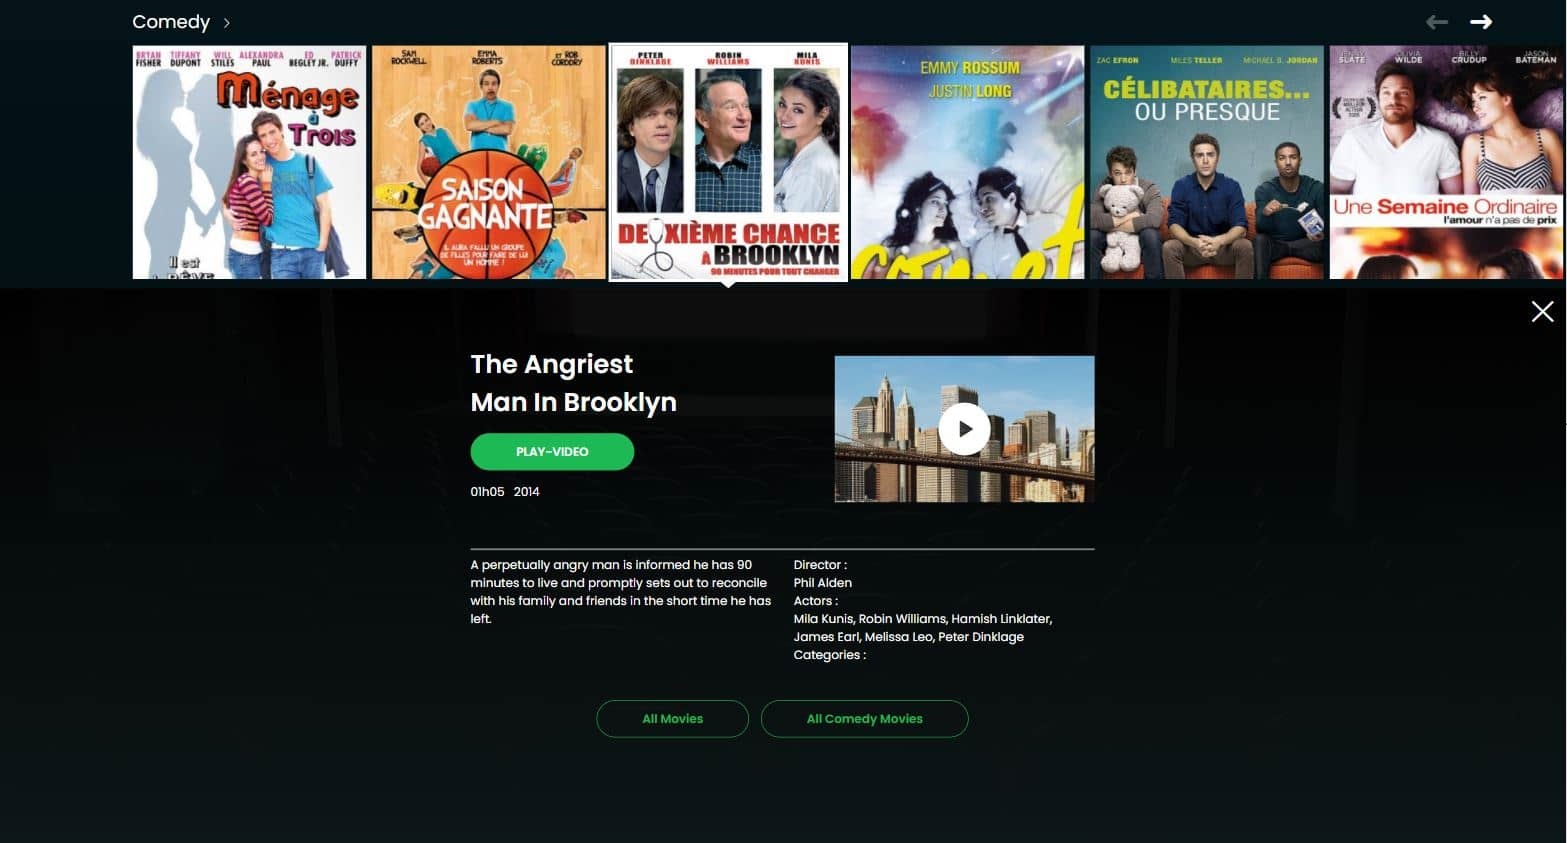 Comedy
BRYAN FISHER TIFFANY DUPONT WILL STILES ALEXANDRA PAUL ED BEGLEY JR. PATRICK DUFFY
Ménage
à
Trois
Il est
SAM ROCKWELL EMMA ROBERTS ET ROB CORDDRY
SAISON
GAGNANTE
IL AURA FALLU UN GROUPE
DE FILLES POUR FAIRE DE LUI
UN HOMME !
PETER DINKLAGE ROBIN WILLIAMS MILA KUNIS
DEUXIÈME CHANCE
À BROOKLYN
90 MINUTES POUR TOUT CHANGER
EMMY ROSSUM
JUSTIN LONG
comet
ZAC EFRON MILES TELLER MICHAEL B. JORDAN
CÉLIBATAIRES...
OU PRESQUE
JENNY SLATE OLIVIA WILDE BILLY CRUDUP JASON BATEMAN
Une Semaine Ordinaire
l'amour n'a pas de prix
The Angriest
Man In Brooklyn
PLAY-VIDEO
01h05 2014
A perpetually angry man is informed he has 90
minutes to live and promptly sets out to reconcile
with his family and friends in the short time he has
left.
Director :
Phil Alden
Actors :
Mila Kunis, Robin Williams, Hamish Linklater,
James Earl, Melissa Leo, Peter Dinklage
Categories :
All Movies
All Comedy Movies